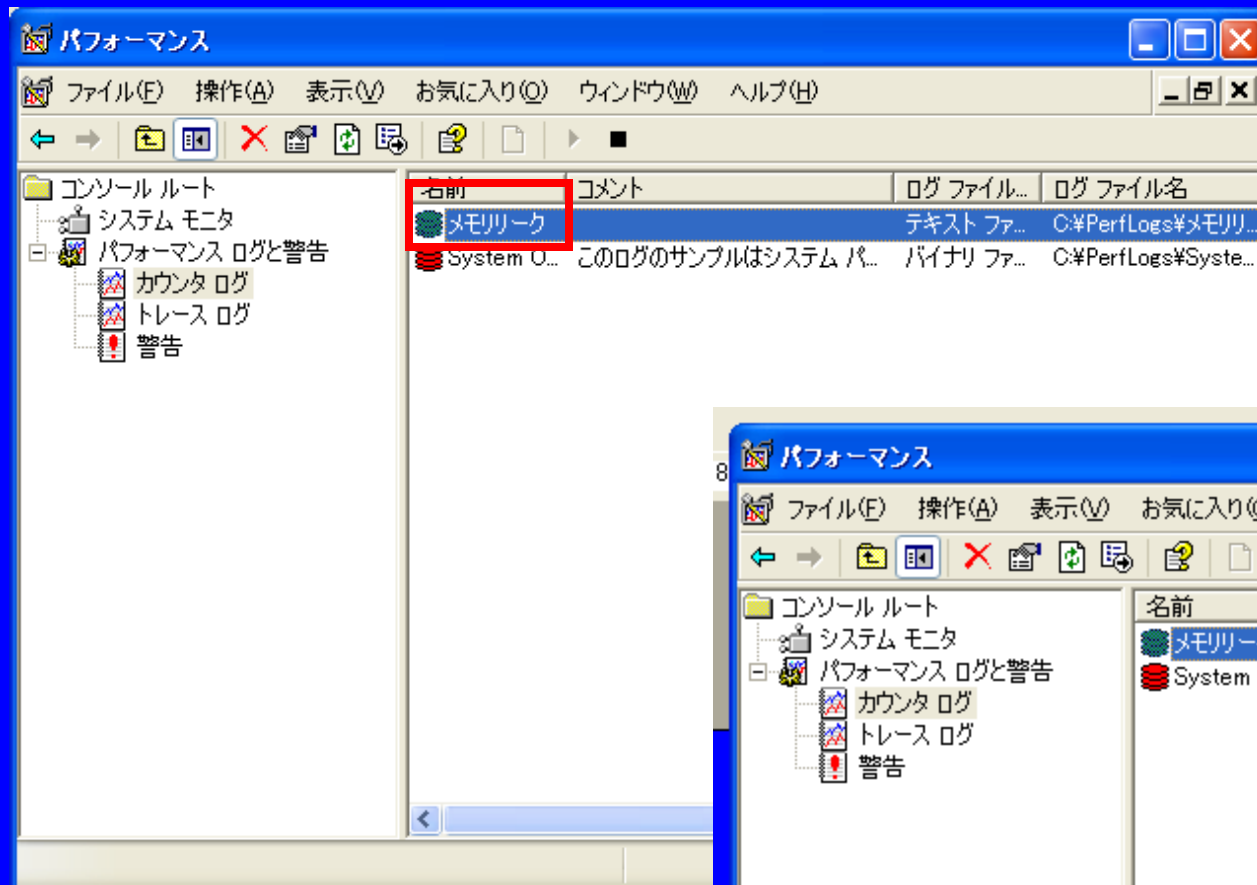 パフォーマンス
ファイル(F) 操作(A) 表示(V) お気に入り(O) ウィンドウ(W) ヘルプ(H)
コンソール ルート
システム モニタ
パフォーマンス ログと警告
カウンタ ログ
トレース ログ
警告
名前 コメント ログ ファイル... ログ ファイル名
メモリリーク テキスト ファ... C:¥PerfLogs¥メモリリ...
System O... このログのサンプルはシステム パ... バイナリ ファ... C:¥PerfLogs¥Syste...
8
パフォーマンス
ファイル(F) 操作(A) 表示(V) お気に入り(O
コンソール ルート
システム モニタ
パフォーマンス ログと警告
カウンタ ログ
トレース ログ
警告
名前
メモリリー
System